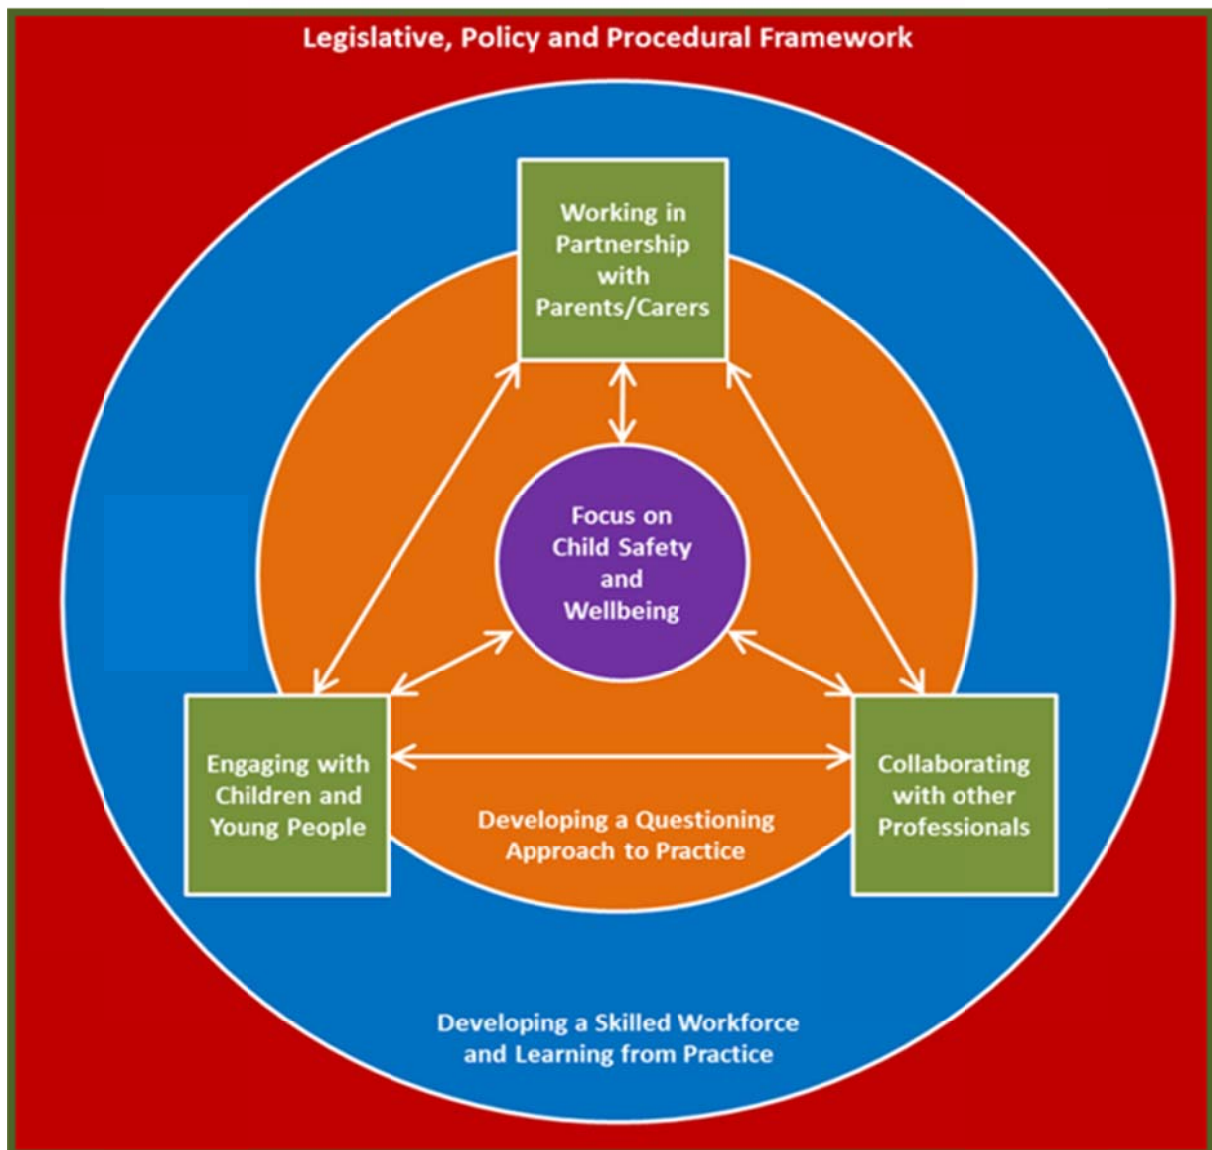 Legislative, Policy and Procedural Framework
Working in
Partnership
with
Parents/Carers
Focus on
Child Safety
and
Wellbeing
Engaging with
Children and
Young People
Collaborating
with other
Professionals
Developing a Questioning
Approach to Practice
Developing a Skilled Workforce
and Learning from Practice